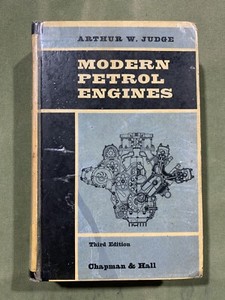 ARTHUR W. JUDGE
MODERN
PETROL
ENGINES
Third Edition
Chapman & Hall